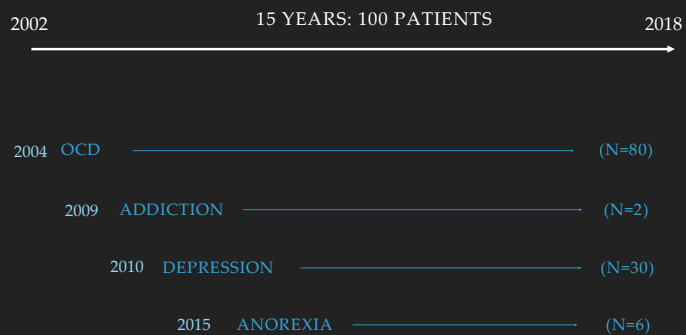 2002 15 YEARS: 100 PATIENTS 2018
2004 OCD (N=80)
2009 ADDICTION (N=2)
2010 DEPRESSION (N=30)
2015 ANOREXIA (N=6)